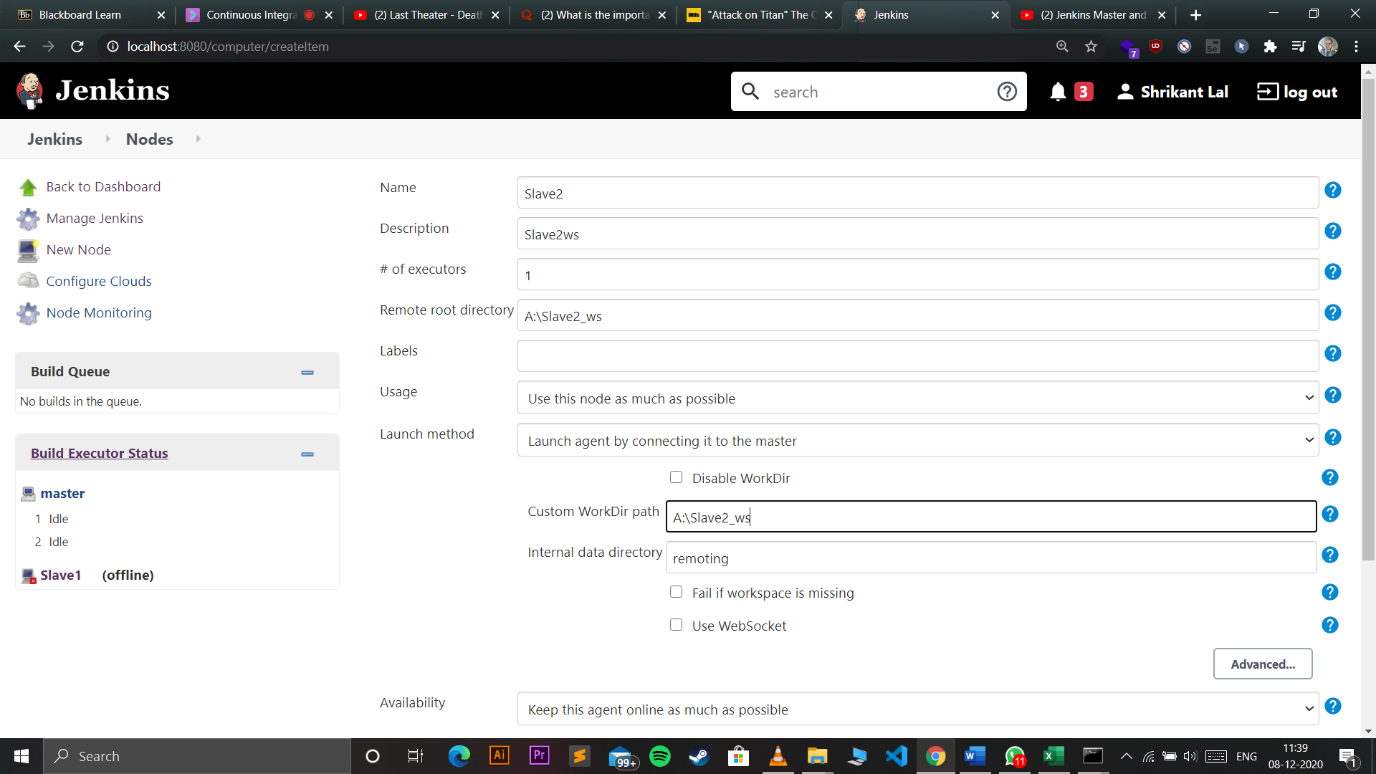 Blackboard Learn
Continuous Integra
(2) Last Theater - Death
(2) What is the importa
"Attack on Titan" The
Jenkins
(2) Jenkins Master and
localhost:8080/computer/createItem
7
Jenkins
search
3
Shrikant Lal
log out
Jenkins
Nodes
Back to Dashboard
Manage Jenkins
New Node
Configure Clouds
Node Monitoring
Build Queue
No builds in the queue.
Build Executor Status
master
1 Idle
2 Idle
Slave1 (offline)
Name
Slave2
Description
Slave2ws
# of executors
1
Remote root directory
A:\Slave2_ws
Labels
Usage
Use this node as much as possible
Launch method
Launch agent by connecting it to the master
Disable WorkDir
Custom WorkDir path
A:\Slave2_ws
Internal data directory
remoting
Fail if workspace is missing
Use WebSocket
Advanced...
Availability
Keep this agent online as much as possible
Search
Ai
Pr
99+
11
ENG
11:39
08-12-2020
1